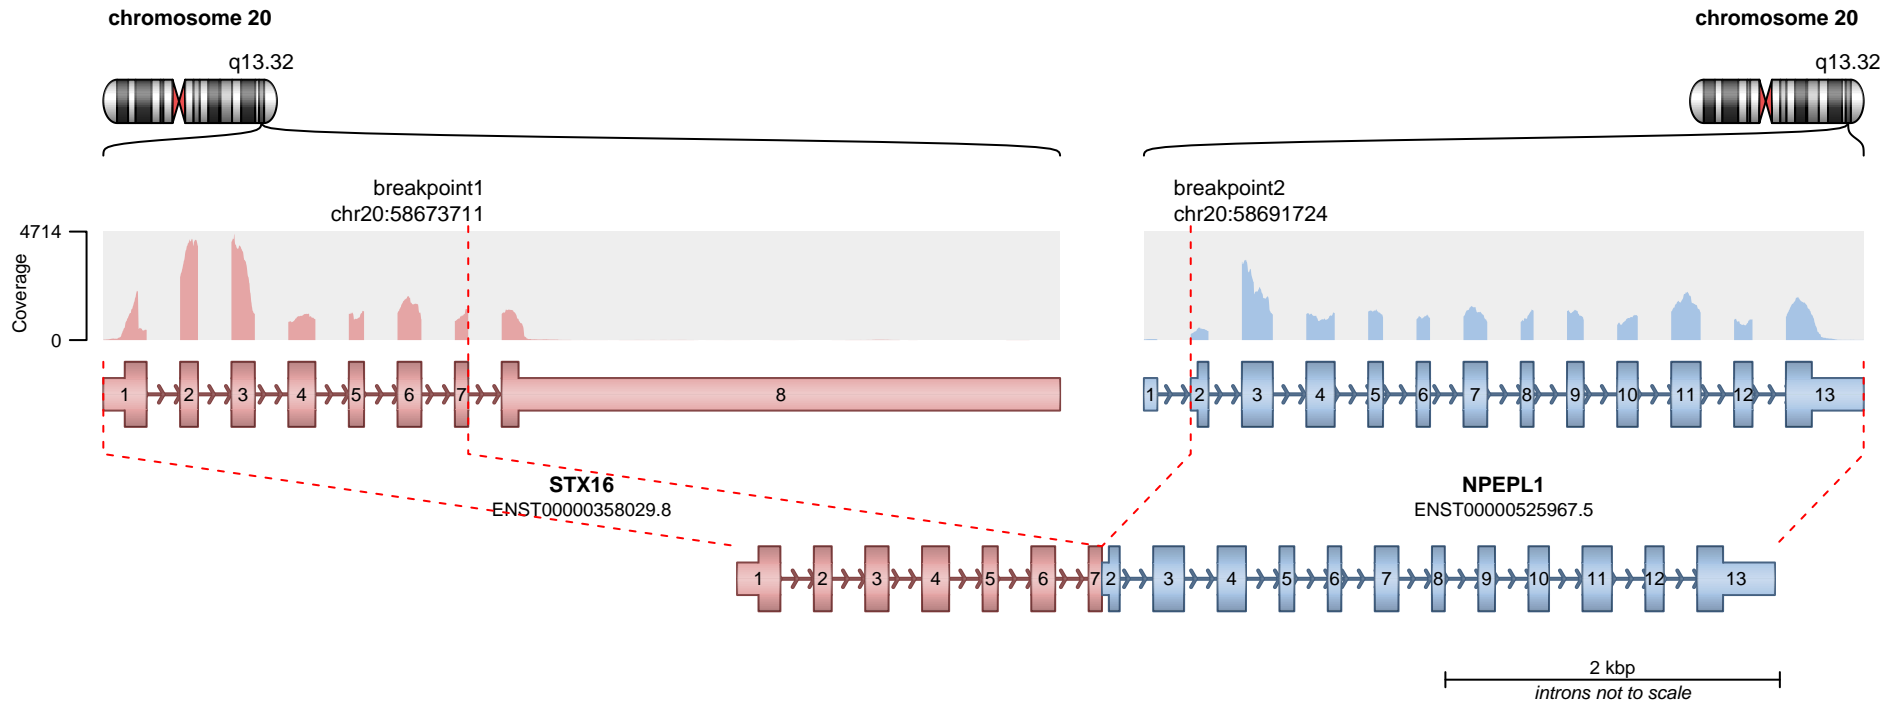 chromosome 20
chromosome 20
q13.32
q13.32
breakpoint1
chr20:58673711
breakpoint2
chr20:58691724
4714
Coverage
0
1 2 3 4 5 6 7 8
1 2 3 4 5 6 7 8 9 10 11 12 13
STX16
ENST00000358029.8
NPEPL1
ENST00000525967.5
1 2 3 4 5 6 7 2 3 4 5 6 7 8 9 10 11 12 13
2 kbp
introns not to scale